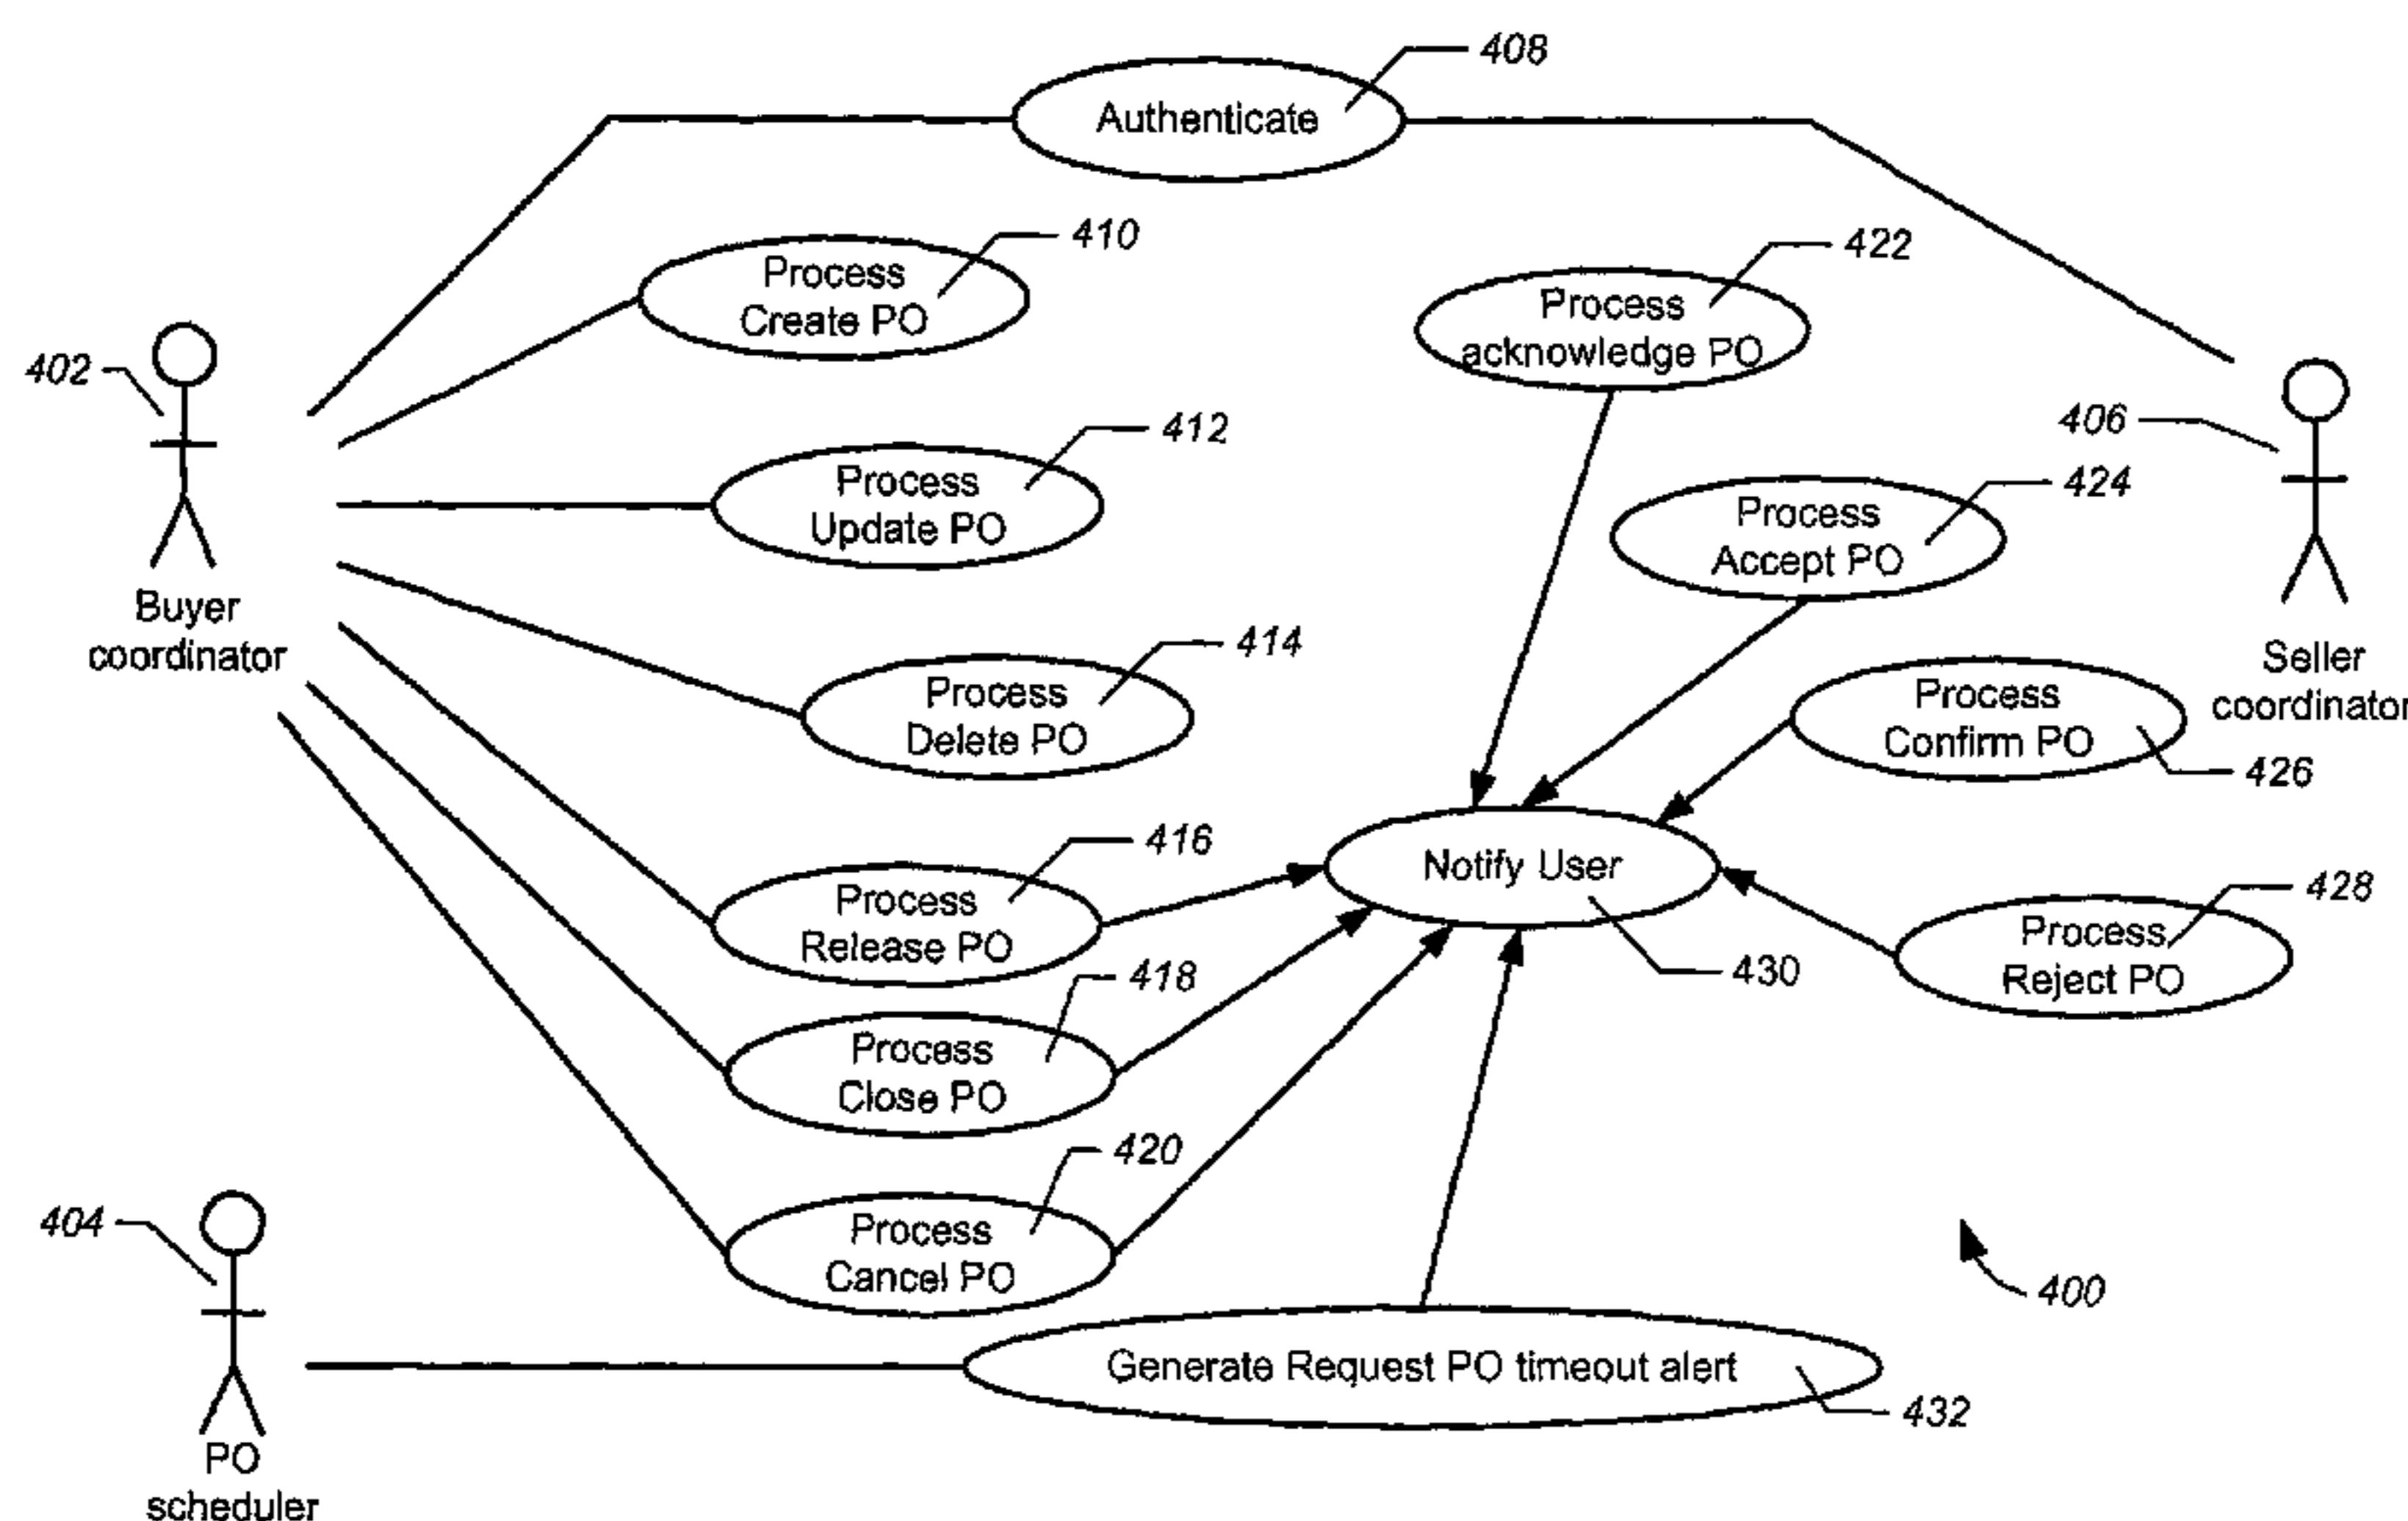 408
Authenticate
410
Process
Create PO
422
Process
acknowledge PO
402
Buyer
coordinator
412
Process
Update PO
406
Seller
coordinator
424
Process
Accept PO
414
Process
Delete PO
Process
Confirm PO
426
416
Process
Release PO
Notify User
430
428
Process
Reject PO
418
Process
Close PO
420
Process
Cancel PO
404
PO
scheduler
400
Generate Request PO timeout alert
432